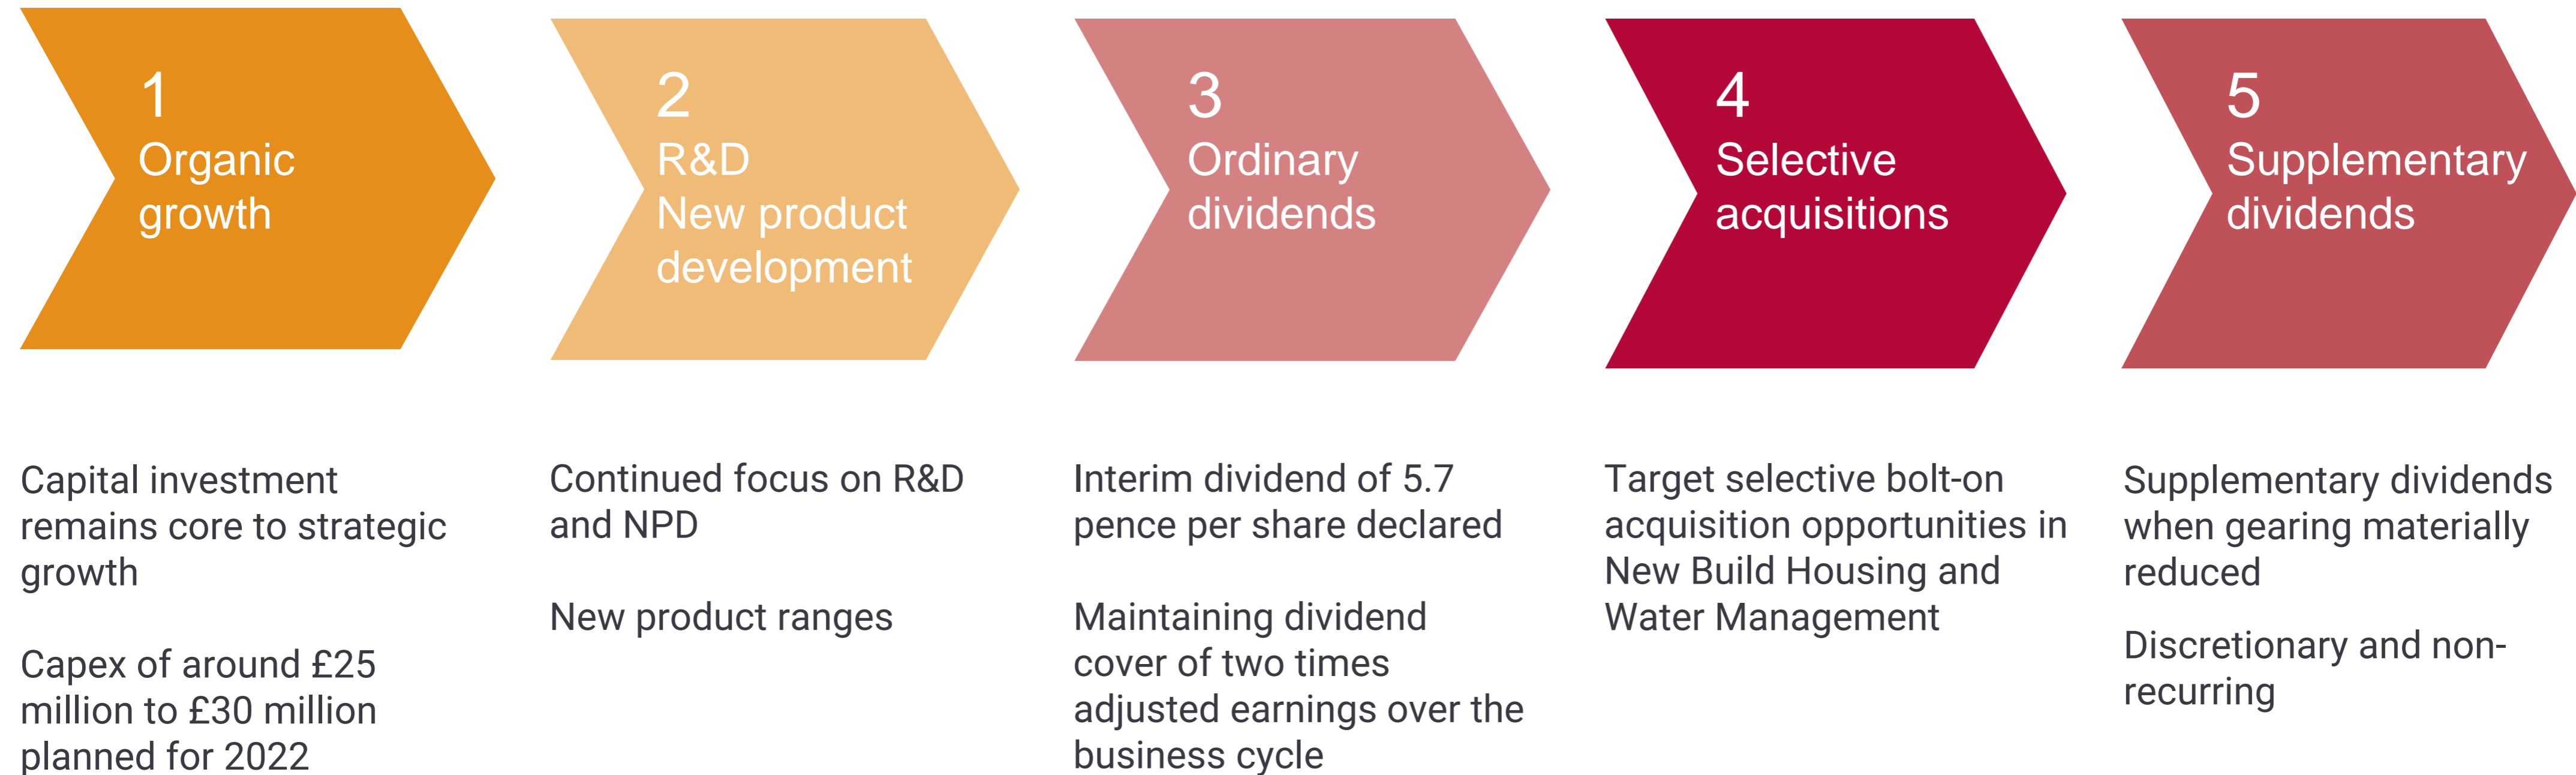 1
Organic
growth
2
R&D
New product
development
3
Ordinary
dividends
4
Selective
acquisitions
5
Supplementary
dividends
Capital investment
remains core to strategic
growth
Capex of around £25
million to £30 million
planned for 2022
Continued focus on R&D
and NPD
New product ranges
Interim dividend of 5.7
pence per share declared
Maintaining dividend
cover of two times
adjusted earnings over the
business cycle
Target selective bolt-on
acquisition opportunities in
New Build Housing and
Water Management
Supplementary dividends
when gearing materially
reduced
Discretionary and non-
recurring